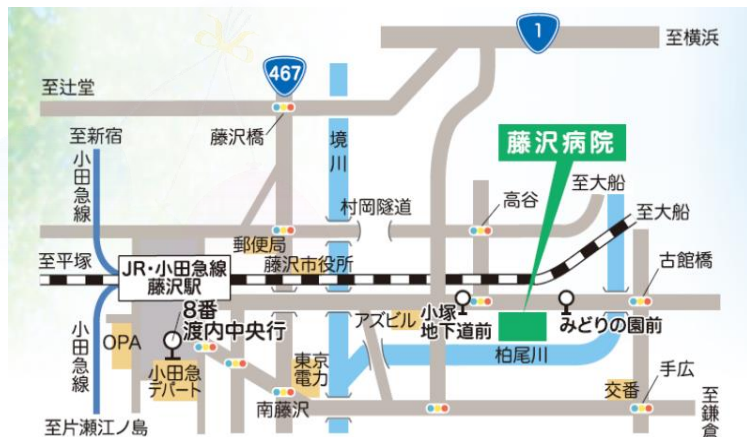 1
至横浜
467
至辻堂
藤沢橋
至新宿
小田急線
境川
藤沢病院
至大船
村岡隧道
高谷
至大船
郵便局
至平塚
JR・小田急線
藤沢駅
藤沢市役所
古館橋
8番
渡内中央行
アズビル
小塚
地下道前
みどりの園前
小田急線
OPA
小田急
デパート
東京
電力
柏尾川
交番
手広
南藤沢
至鎌倉
至片瀬江ノ島